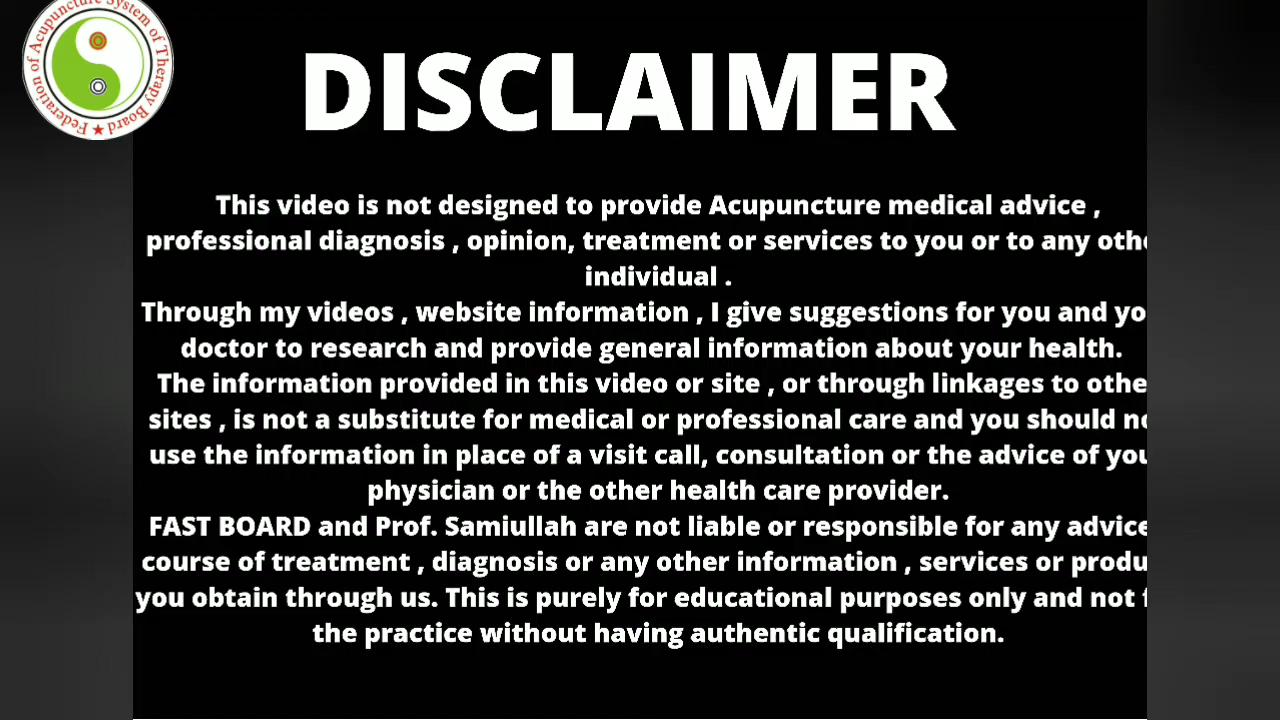 Federation of Acupuncture System of Therapy Board
DISCLAIMER
This video is not designed to provide Acupuncture medical advice ,
professional diagnosis , opinion, treatment or services to you or to any oth
individual .
Through my videos , website information , I give suggestions for you and yo
doctor to research and provide general information about your health.
The information provided in this video or site , or through linkages to othe
sites , is not a substitute for medical or professional care and you should no
use the information in place of a visit call, consultation or the advice of you
physician or the other health care provider.
FAST BOARD and Prof. Samiullah are not liable or responsible for any advice
course of treatment , diagnosis or any other information , services or produ
you obtain through us. This is purely for educational purposes only and not
the practice without having authentic qualification.